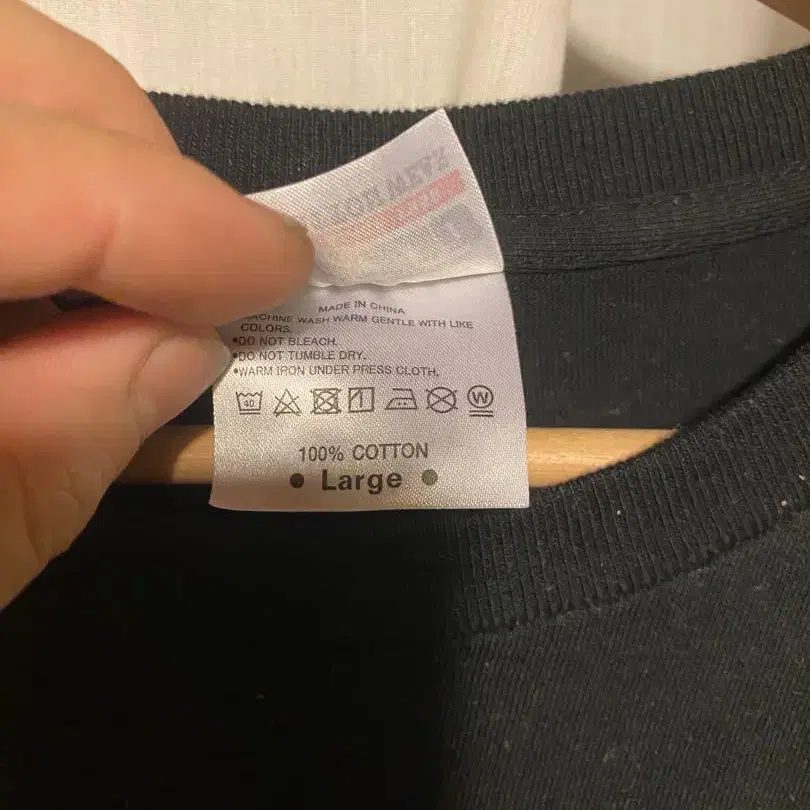 MADE IN CHINA
MACHINE WASH WARM GENTLE WITH LIKE
COLORS.
•DO NOT BLEACH.
•DO NOT TUMBLE DRY.
•WARM IRON UNDER PRESS CLOTH.
40 W
100% COTTON
• Large •